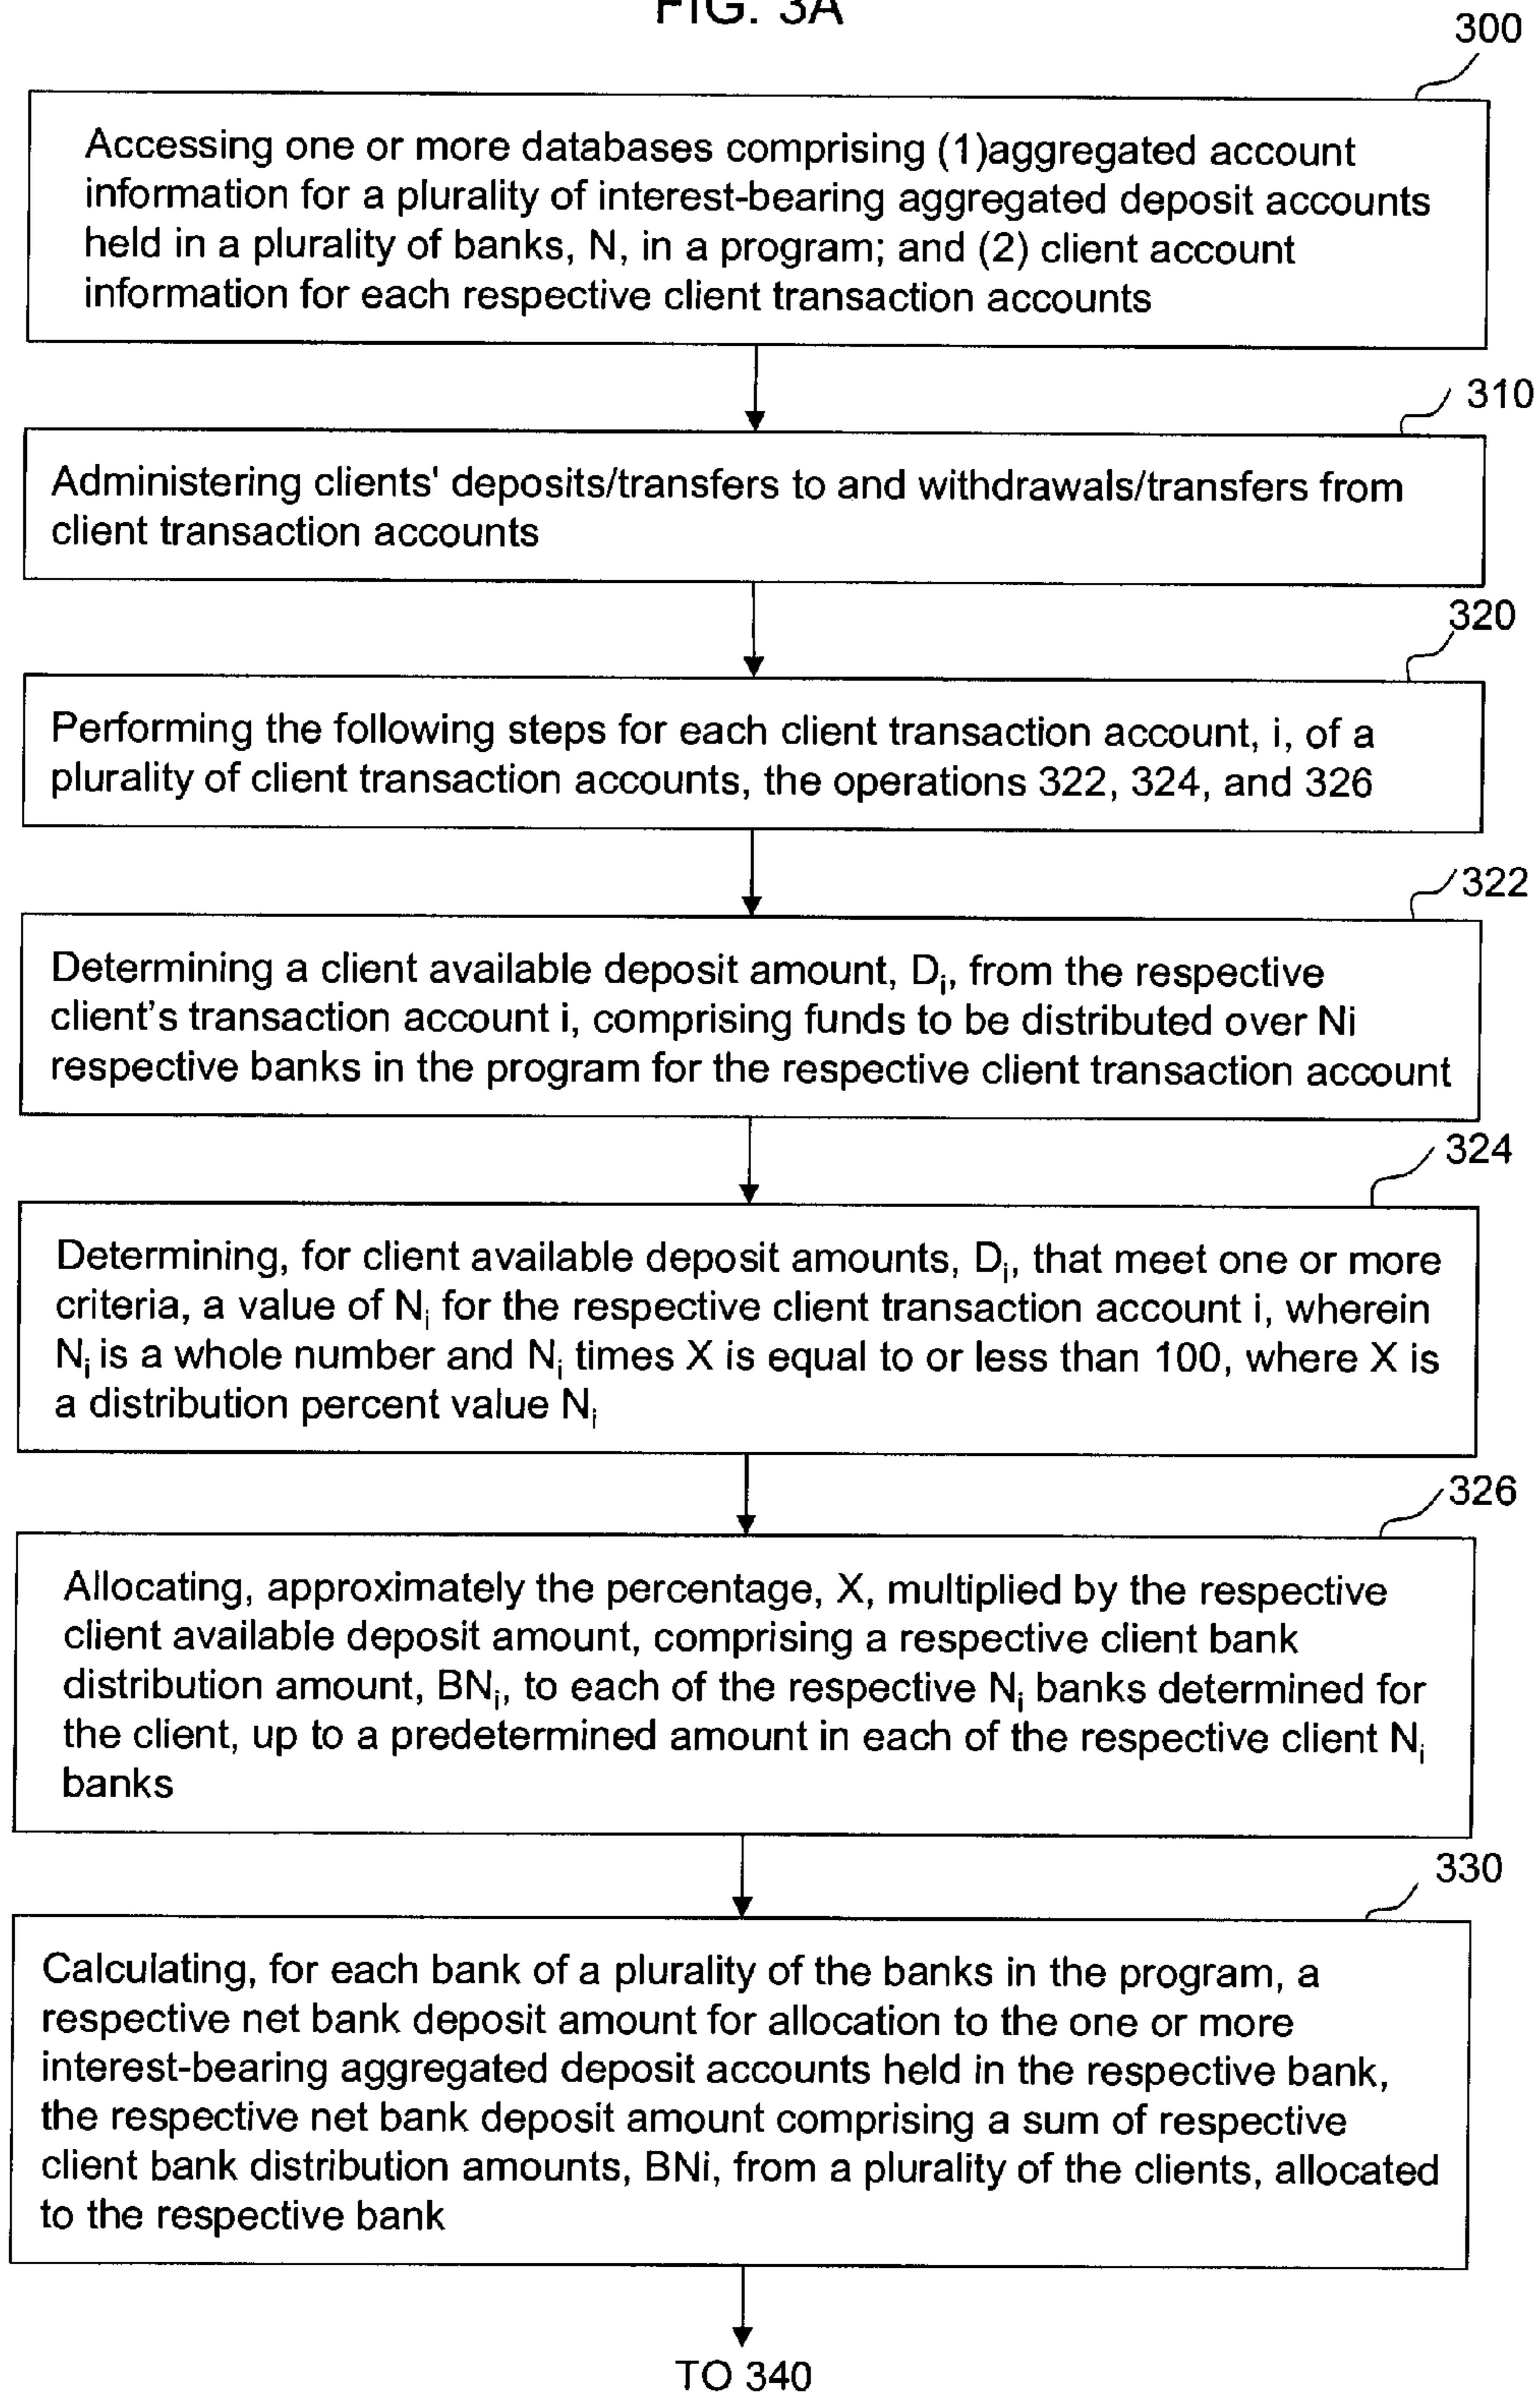 FIG. 3A
300
Accessing one or more databases comprising (1)aggregated account
information for a plurality of interest-bearing aggregated deposit accounts
held in a plurality of banks, N, in a program; and (2) client account
information for each respective client transaction accounts
310
Administering clients' deposits/transfers to and withdrawals/transfers from
client transaction accounts
320
Performing the following steps for each client transaction account, i, of a
plurality of client transaction accounts, the operations 322, 324, and 326
322
Determining a client available deposit amount, Di, from the respective
client's transaction account i, comprising funds to be distributed over Ni
respective banks in the program for the respective client transaction account
324
Determining, for client available deposit amounts, Di, that meet one or more
criteria, a value of Ni for the respective client transaction account i, wherein
Ni is a whole number and Ni times X is equal to or less than 100, where X is
a distribution percent value Ni
326
Allocating, approximately the percentage, X, multiplied by the respective
client available deposit amount, comprising a respective client bank
distribution amount, BNi, to each of the respective Ni banks determined for
the client, up to a predetermined amount in each of the respective client Ni
banks
330
Calculating, for each bank of a plurality of the banks in the program, a
respective net bank deposit amount for allocation to the one or more
interest-bearing aggregated deposit accounts held in the respective bank,
the respective net bank deposit amount comprising a sum of respective
client bank distribution amounts, BNi, from a plurality of the clients, allocated
to the respective bank
TO 340